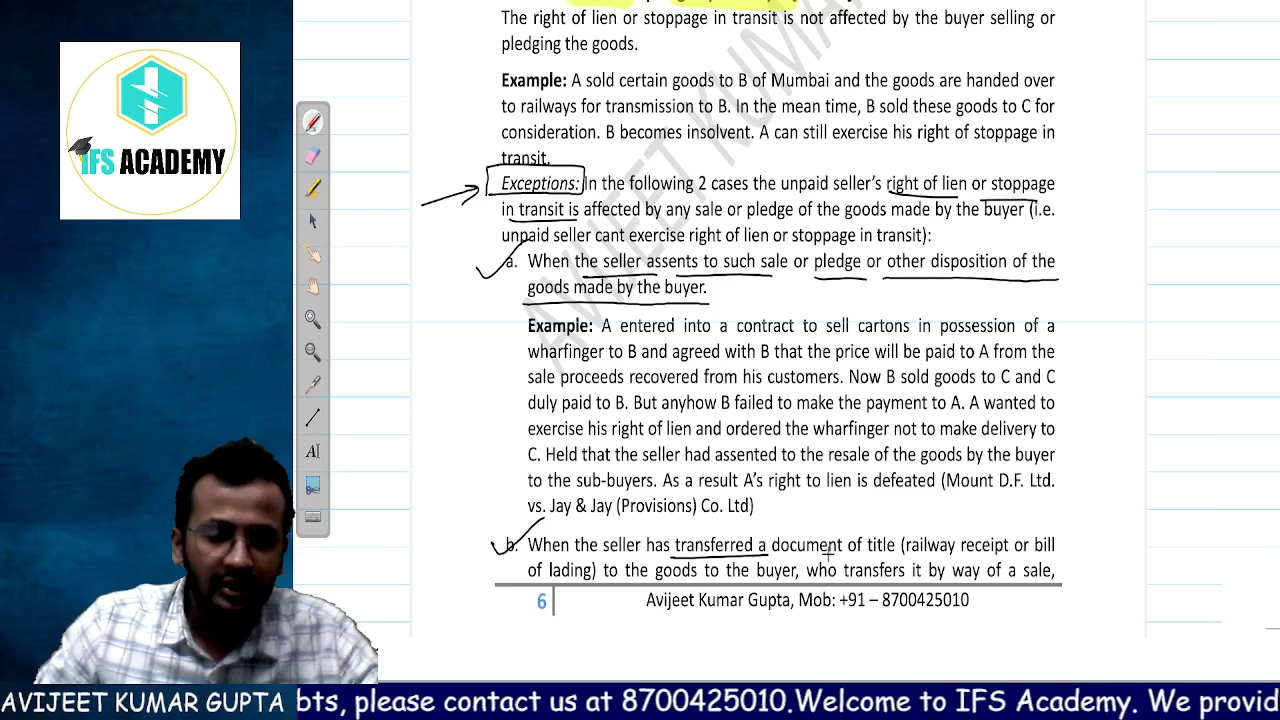 The right of lien or stoppage in transit is not affected by the buyer selling or
pledging the goods.
Example: A sold certain goods to B of Mumbai and the goods are handed over
to railways for transmission to B. In the mean time, B sold these goods to C for
consideration. B becomes insolvent. A can still exercise his right of stoppage in
transit.
Exceptions: In the following 2 cases the unpaid seller's right of lien or stoppage
in transit is affected by any sale or pledge of the goods made by the buyer (i.e.
unpaid seller cant exercise right of lien or stoppage in transit):
a. When the seller assents to such sale or pledge or other disposition of the
goods made by the buyer.
Example: A entered into a contract to sell cartons in possession of a
wharfinger to B and agreed with B that the price will be paid to A from the
sale proceeds recovered from his customers. Now B sold goods to C and C
duly paid to B. But anyhow B failed to make the payment to A. A wanted to
exercise his right of lien and ordered the wharfinger not to make delivery to
C. Held that the seller had assented to the resale of the goods by the buyer
to the sub-buyers. As a result A's right to lien is defeated (Mount D.F. Ltd.
vs. Jay & Jay (Provisions) Co. Ltd)
b. When the seller has transferred a document of title (railway receipt or bill
of lading) to the goods to the buyer, who transfers it by way of a sale,
6 Avijeet Kumar Gupta, Mob: +91 – 8700425010
AVIJEET KUMAR
IFS ACADEMY
AI
AVIJEET KUMAR GUPTA bts, please contact us at 8700425010.Welcome to IFS Academy. We provid